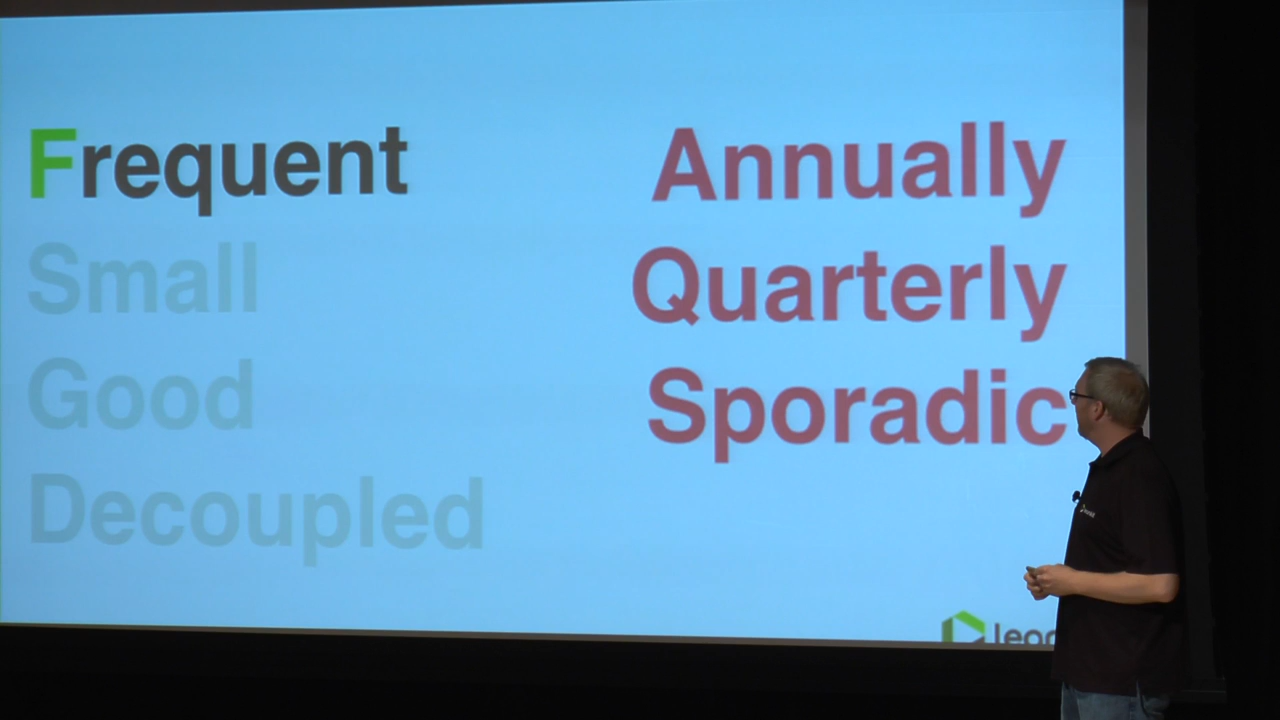 Frequent
Small
Good
Decoupled
Annually
Quarterly
Sporadic